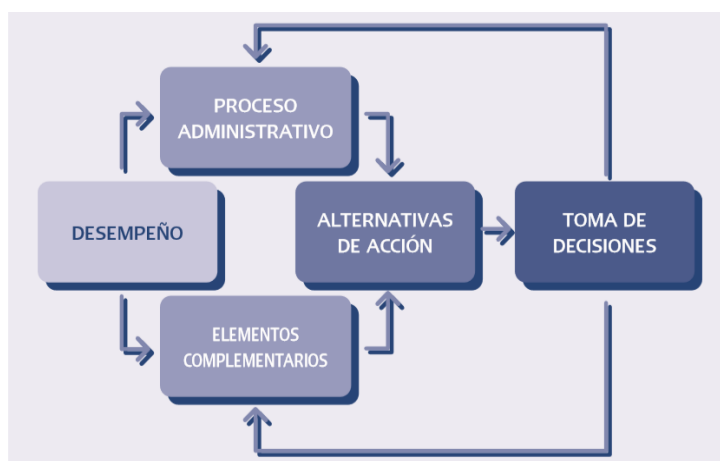 PROCESO
ADMINISTRATIVO
DESEMPEÑO
ALTERNATIVAS
DE ACCIÓN
TOMA DE
DECISIONES
ELEMENTOS
COMPLEMENTARIOS